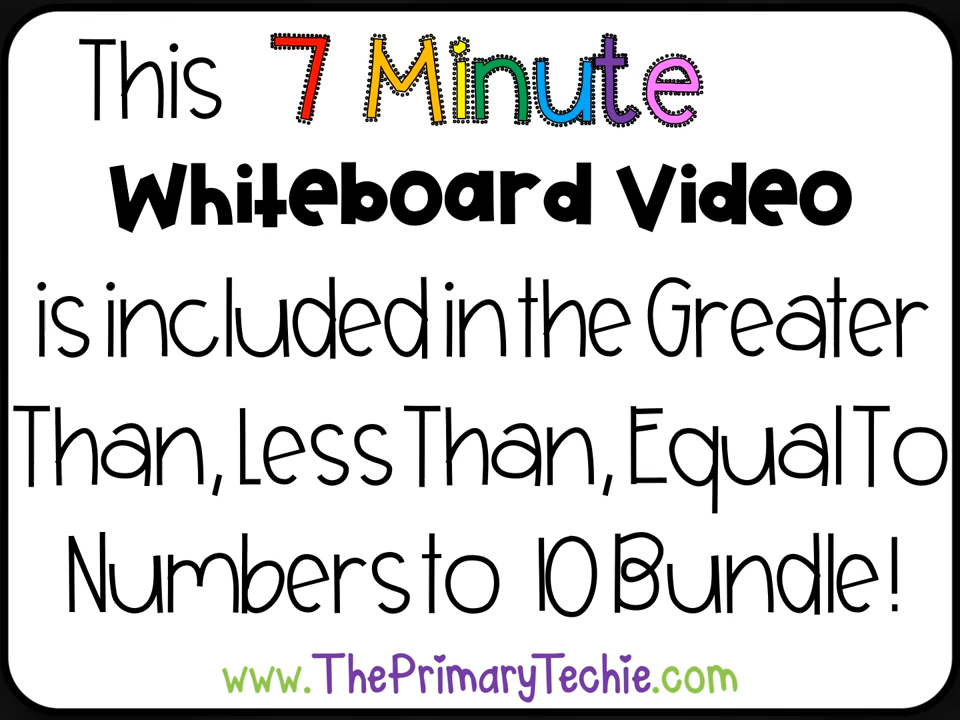 This 7 Minute
Whiteboard Video
is included in the Greater
Than, Less Than, Equal To
Numbers to 10 Bundle!
www.ThePrimaryTechie.com